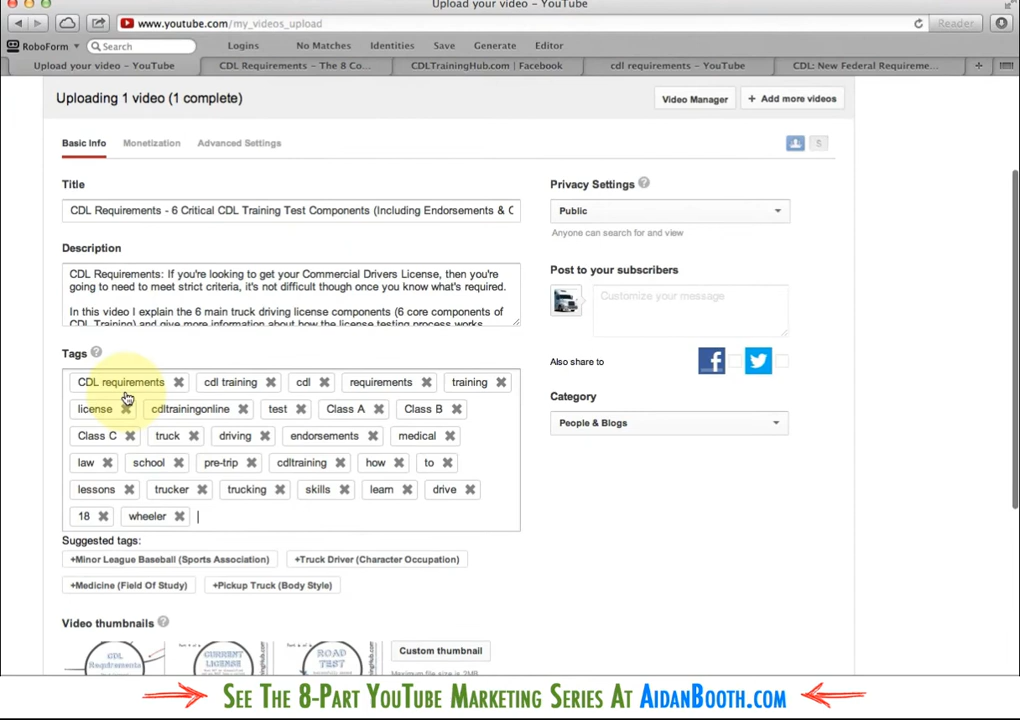 Upload your video - YouTube
www.youtube.com/my_videos_upload
Reader
RoboForm
Search
Logins
No Matches
Identities
Save
Generate
Editor
Upload your video – YouTube
CDL Requirements – The 8 Co...
CDLTrainingHub.com | Facebook
cdl requirements – YouTube
CDL: New Federal Requireme...
Uploading 1 video (1 complete)
Video Manager
+ Add more videos
Basic Info
Monetization
Advanced Settings
S
Title
CDL Requirements - 6 Critical CDL Training Test Components (Including Endorsements & C
Privacy Settings ?
Public
Anyone can search for and view
Description
CDL Requirements: If you're looking to get your Commercial Drivers License, then you're
going to need to meet strict criteria, it's not difficult though once you know what's required.
In this video I explain the 6 main truck driving license components (6 core components of
CDL Training) and give more information about how the license testing process works
Post to your subscribers
Customize your message
Also share to
Tags ?
CDL requirements
cdl training
cdl
requirements
training
license
cdltrainingonline
test
Class A
Class B
Class C
truck
driving
endorsements
medical
law
school
pre-trip
cdltraining
how
to
lessons
trucker
trucking
skills
learn
drive
18
wheeler
Category
People & Blogs
Suggested tags:
+Minor League Baseball (Sports Association)
+Truck Driver (Character Occupation)
+Medicine (Field Of Study)
+Pickup Truck (Body Style)
Video thumbnails ?
CDL
Requirements
CURRENT
LICENSE
ROAD
TEST
Custom thumbnail
Maximum file size is 2MB
See The 8-Part YouTube Marketing Series At AidanBooth.com